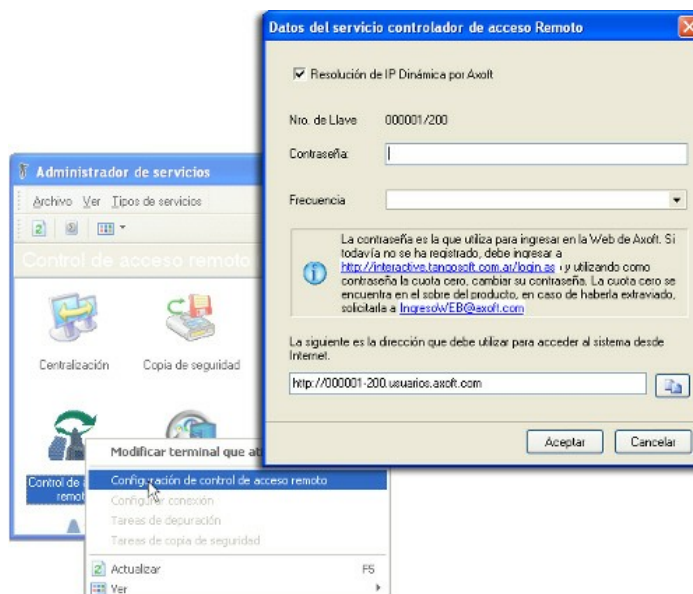 Datos del servicio controlador de acceso Remoto
Resolución de IP Dinámica por Axoft
Nro. de Llave 000001/200
Contraseña:
Frecuencia
La contraseña es la que utiliza para ingresar en la Web de Axoft. Si
todavía no se ha registrado, debe ingresar a
http://interactive.tangosoft.com.ar/login.as y utilizando como
contraseña la cuota cero, cambiar su contraseña. La cuota cero se
encuentra en el sobre del producto, en caso de haberla extraviado,
solicitarla a IngresoWEB@axoft.com
La siguiente es la dirección que debe utilizar para acceder al sistema desde
Internet.
http://000001-200.usuarios.axoft.com
Aceptar Cancelar
Administrador de servicios
Archivo Ver Tipos de servicios
Control de acceso remoto
Centralización Copia de seguridad
Control de
remot
Modificar terminal que at
Configuración de control de acceso remoto
Configurar conexión
Tareas de depuración
Tareas de copia de seguridad
Actualizar F5
Ver